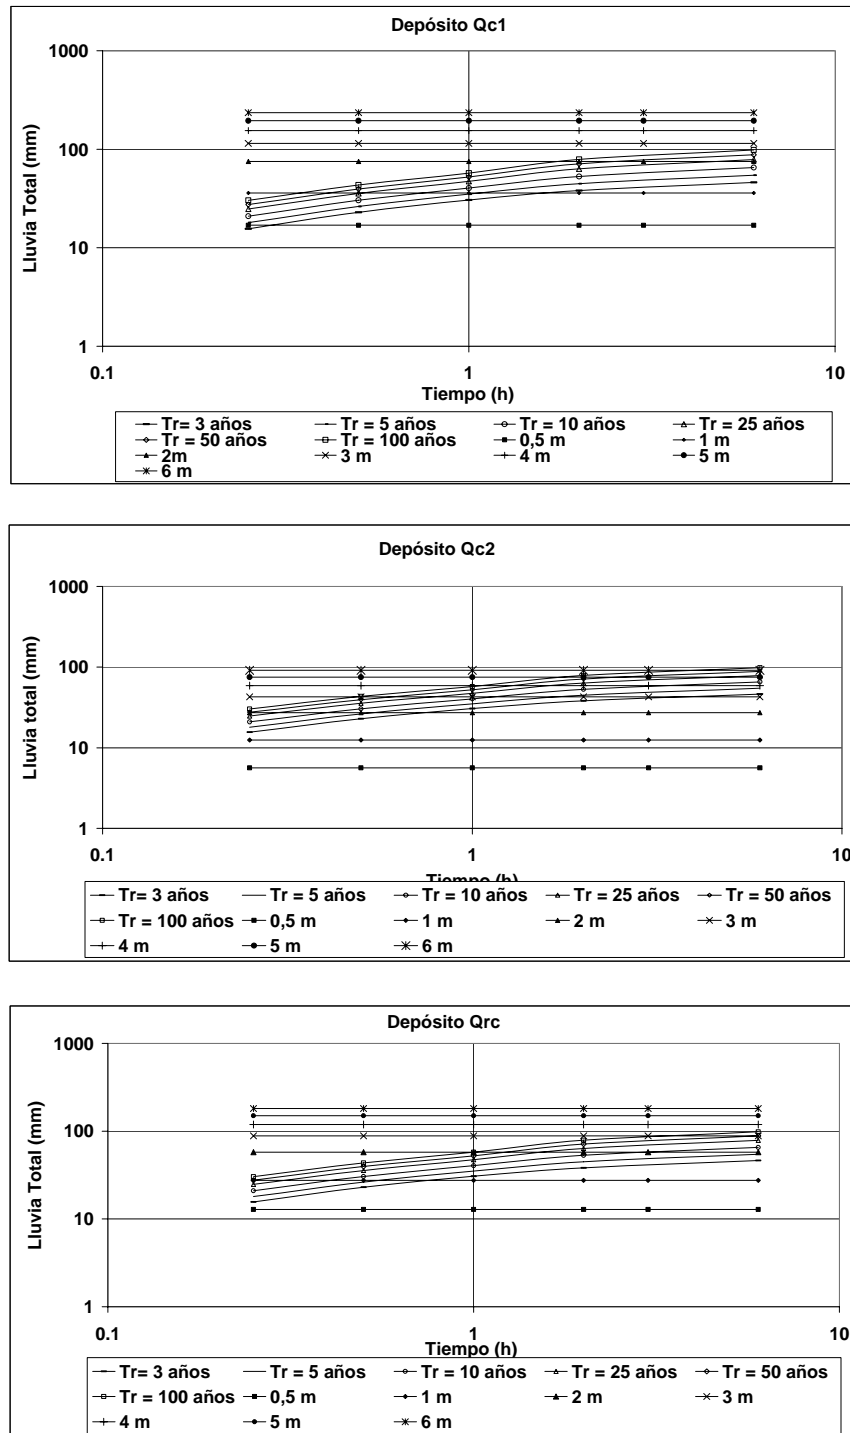 Depósito Qc1
1000
100
10
1
0.1 1 10
Lluvia Total (mm)
Tiempo (h)
Tr= 3 años Tr = 5 años Tr = 10 años Tr = 25 años
Tr = 50 años Tr = 100 años 0,5 m 1 m
2m 3 m 4 m 5 m
6 m
Depósito Qc2
1000
100
10
1
0.1 1 10
Lluvia total (mm)
Tiempo (h)
Tr= 3 años Tr = 5 años Tr = 10 años Tr = 25 años Tr = 50 años
Tr = 100 años 0,5 m 1 m 2 m 3 m
4 m 5 m 6 m
Depósito Qrc
1000
100
10
1
0.1 1 10
Lluvia Total (mm)
Tiempo (h)
Tr= 3 años Tr = 5 años Tr = 10 años Tr = 25 años Tr = 50 años
Tr = 100 años 0,5 m 1 m 2 m 3 m
4 m 5 m 6 m